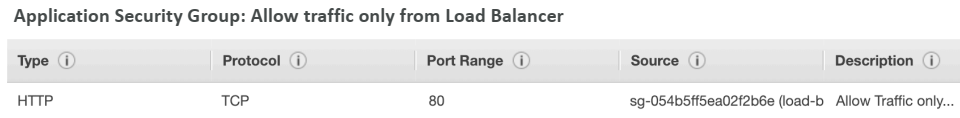 Application Security Group: Allow traffic only from Load Balancer
Type Protocol Port Range Source Description
HTTP TCP 80 sg-054b5ff5ea02f2b6e (load-b Allow Traffic only...